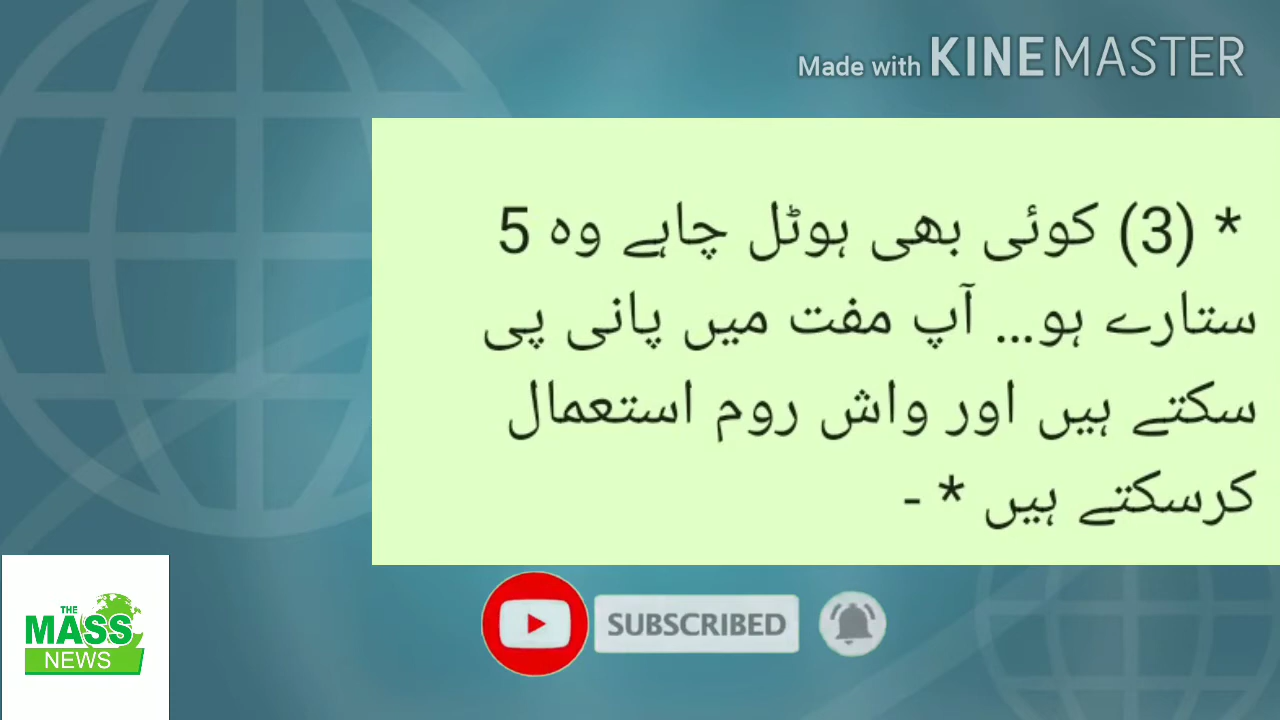 Made with KINEMASTER
* (3) کوئی بھی ہوٹل چاہے وہ 5
ستارے ہو... آپ مفت میں پانی پی
سکتے ہیں اور واش روم استعمال
کرسکتے ہیں * -
THE
MASS
NEWS
SUBSCRIBED